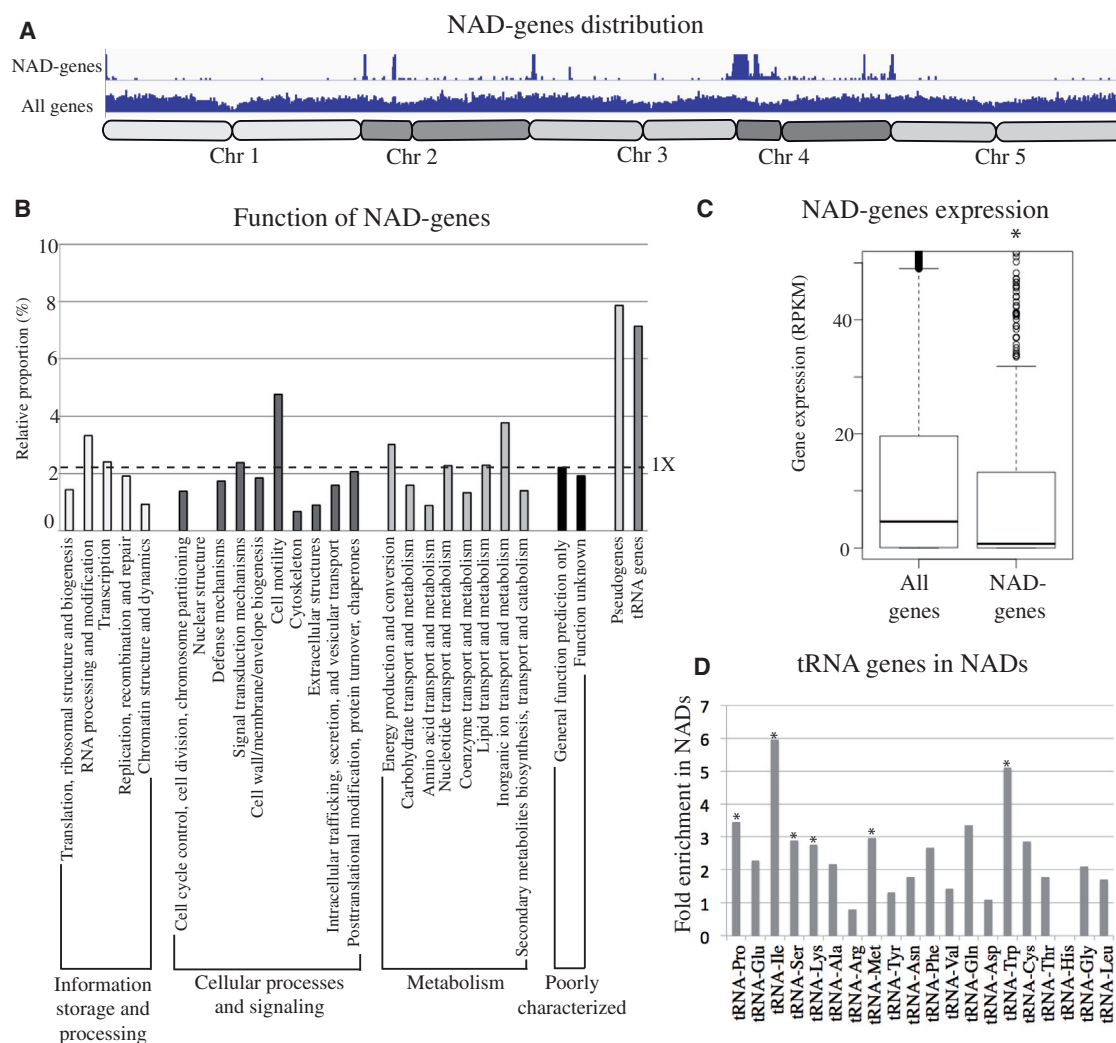 A
NAD-genes distribution
NAD-genes
All genes
Chr 1
Chr 2
Chr 3
Chr 4
Chr 5
B
Function of NAD-genes
Relative proportion (%)
10
8
6
4
2
0
1X
Translation, ribosomal structure and biogenesis
RNA processing and modification
Transcription
Replication, recombination and repair
Chromatin structure and dynamics
Cell cycle control, cell division, chromosome partitioning
Nuclear structure
Defense mechanisms
Signal transduction mechanisms
Cell wall/membrane/envelope biogenesis
Cell motility
Cytoskeleton
Extracellular structures
Intracellular trafficking, secretion, and vesicular transport
Posttranslational modification, protein turnover, chaperones
Energy production and conversion
Carbohydrate transport and metabolism
Amino acid transport and metabolism
Nucleotide transport and metabolism
Coenzyme transport and metabolism
Lipid transport and metabolism
Inorganic ion transport and metabolism
Secondary metabolites biosynthesis, transport and catabolism
General function prediction only
Function unknown
Pseudogenes
tRNA genes
Information
storage and
processing
Cellular processes
and signaling
Metabolism
Poorly
characterized
C
NAD-genes expression
*
Gene expression (RPKM)
40
20
0
All
genes
NAD-
genes
D
tRNA genes in NADs
Fold enrichment in NADs
7
6
5
4
3
2
1
0
*
*
*
*
*
*
tRNA-Pro
tRNA-Glu
tRNA-Ile
tRNA-Ser
tRNA-Lys
tRNA-Ala
tRNA-Arg
tRNA-Met
tRNA-Tyr
tRNA-Asn
tRNA-Phe
tRNA-Val
tRNA-Gln
tRNA-Asp
tRNA-Trp
tRNA-Cys
tRNA-Thr
tRNA-His
tRNA-Gly
tRNA-Leu